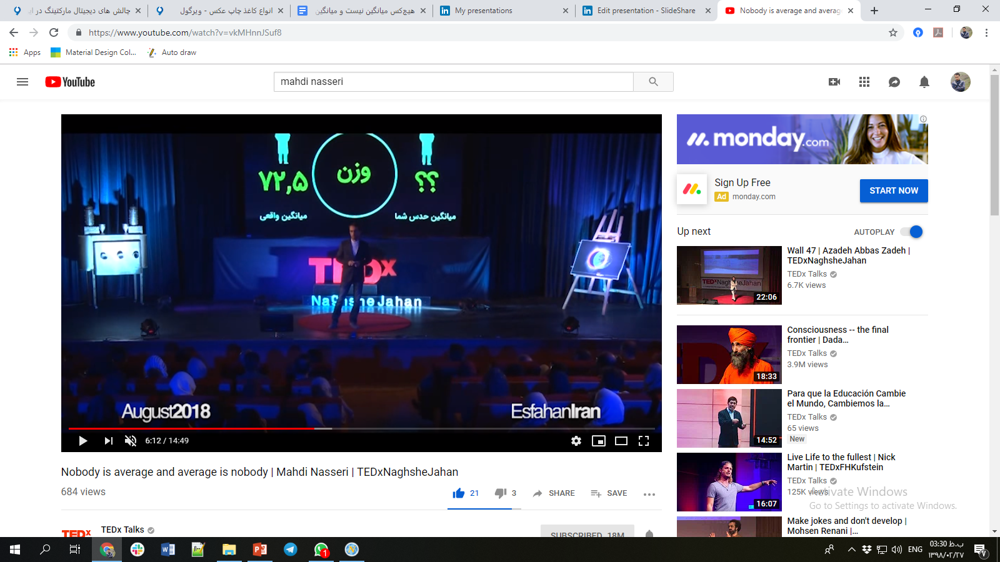 چالش های دیجیتال مارکتینگ در ایر
انواع کاغذ چاپ عکس - ویرگول
هیچ‌کس میانگین نیست و میانگین
My presentations
Edit presentation - SlideShare
Nobody is average and averag
https://www.youtube.com/watch?v=vkMHnnJSuf8
Apps
Material Design Col...
Auto draw
YouTube
mahdi nasseri
وزن
۷۲,۵
؟؟
میانگین واقعی
میانگین حدس شما
TEDx
NaghsheJahan
August2018
EsfahanIran
6:12 / 14:49
Nobody is average and average is nobody | Mahdi Nasseri | TEDxNaghsheJahan
684 views
21
3
SHARE
SAVE
TEDx
TEDx Talks
SUBSCRIBED 18M
monday.com
Sign Up Free
Ad monday.com
START NOW
Up next
AUTOPLAY
TEDxNaghsheJahan
22:06
Wall 47 | Azadeh Abbas Zadeh |
TEDxNaghsheJahan
TEDx Talks
6.7K views
18:33
Consciousness -- the final
frontier | Dada...
TEDx Talks
3.9M views
14:52
Para que la Educación Cambie
el Mundo, Cambiemos la...
TEDx Talks
65 views
New
16:07
Live Life to the fullest | Nick
Martin | TEDxFHKufstein
TEDx Talks
125K views
Make jokes and don't develop |
Mohsen Renani |...
Activate Windows
Go to Settings to activate Windows.
1
ENG
03:30 ب.ظ
۱۳۹۸/۰۲/۲۷
V